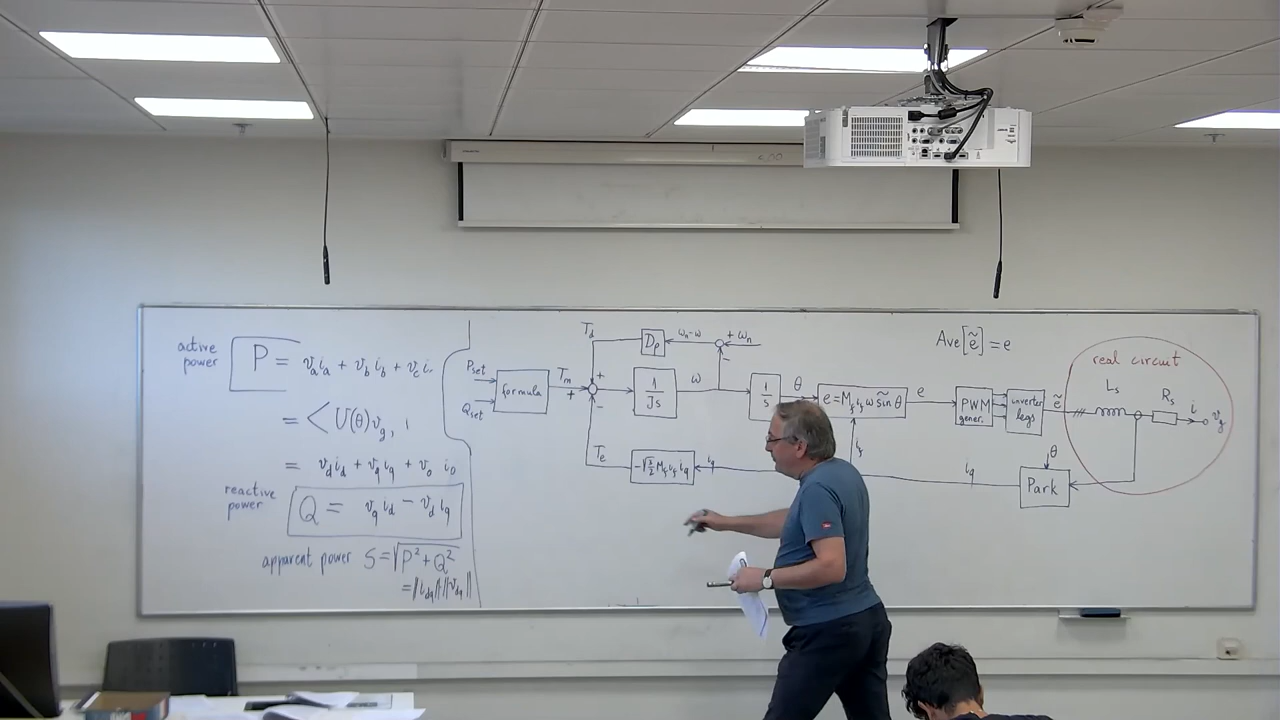 active power
P = v_a i_a + v_b i_b + v_c i_c
= < U(θ) v_g, i
= v_d i_d + v_q i_q + v_o i_o
reactive power
Q = v_q i_d - v_d i_q
apparent power S = √P² + Q²
= ||i_dq|| ||v_dq||
P_set
Q_set
formula
T_m
+
T_d
D_p
ω_n-ω
+ ω_n
-
+
-
1/Js
ω
1/s
θ
e = M_f i_f ω s̃in θ
e
Ave[ẽ] = e
PWM gener.
inverter legs
ẽ
real circuit
L_s
R_s
i
v_g
T_e
-√3/2 M_f i_f i_q
i_q
i_f
i_q
θ
Park